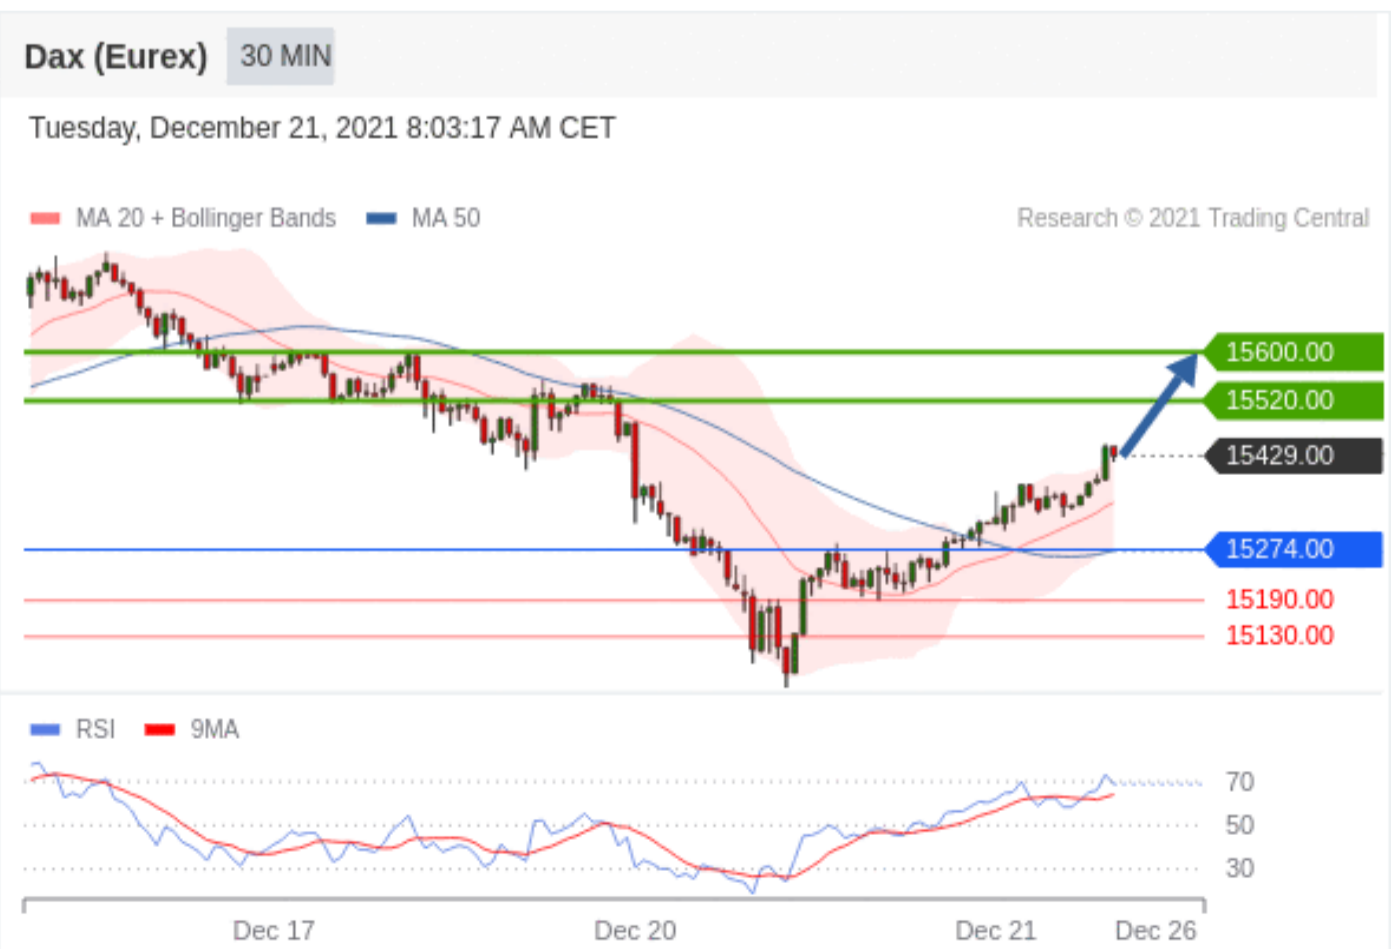 Dax (Eurex) 30 MIN
Tuesday, December 21, 2021 8:03:17 AM CET
MA 20 + Bollinger Bands MA 50 Research © 2021 Trading Central
15600.00
15520.00
15429.00
15274.00
15190.00
15130.00
RSI 9MA
70
50
30
Dec 17 Dec 20 Dec 21 Dec 26